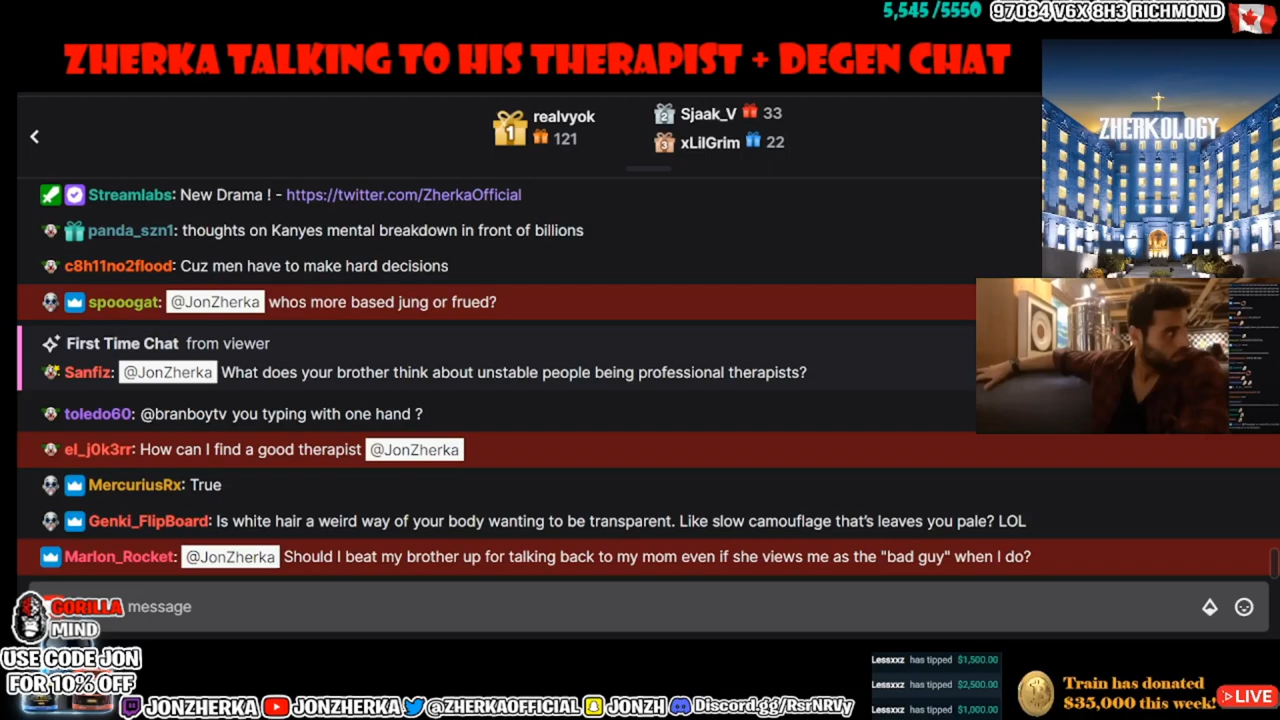 5,545 /5550
97084 V6X 8H3 RICHMOND
ZHERKA TALKING TO HIS THERAPIST + DEGEN CHAT
ZHERKOLOGY
1 realvyok
121
2 Sjaak_V 33
3 xLilGrim 22
Streamlabs: New Drama ! - https://twitter.com/ZherkaOfficial
panda_szn1: thoughts on Kanyes mental breakdown in front of billions
c8h11no2flood: Cuz men have to make hard decisions
spooogat: @JonZherka whos more based jung or frued?
First Time Chat from viewer
Sanfiz: @JonZherka What does your brother think about unstable people being professional therapists?
toledo60: @branboytv you typing with one hand ?
el_j0k3rr: How can I find a good therapist @JonZherka
MercuriusRx: True
Genki_FlipBoard: Is white hair a weird way of your body wanting to be transparent. Like slow camouflage that's leaves you pale? LOL
Marlon_Rocket: @JonZherka Should I beat my brother up for talking back to my mom even if she views me as the "bad guy" when I do?
message
GORILLA
MIND
USE CODE JON
FOR 10% OFF
Lessxxz has tipped $1,500.00
Lessxxz has tipped $2,500.00
Lessxxz has tipped $1,000.00
Train has donated
$35,000 this week!
LIVE
JONZHERKA JONZHERKA @ZHERKAOFFICIAL JONZH Discord.gg/RsrNRVy